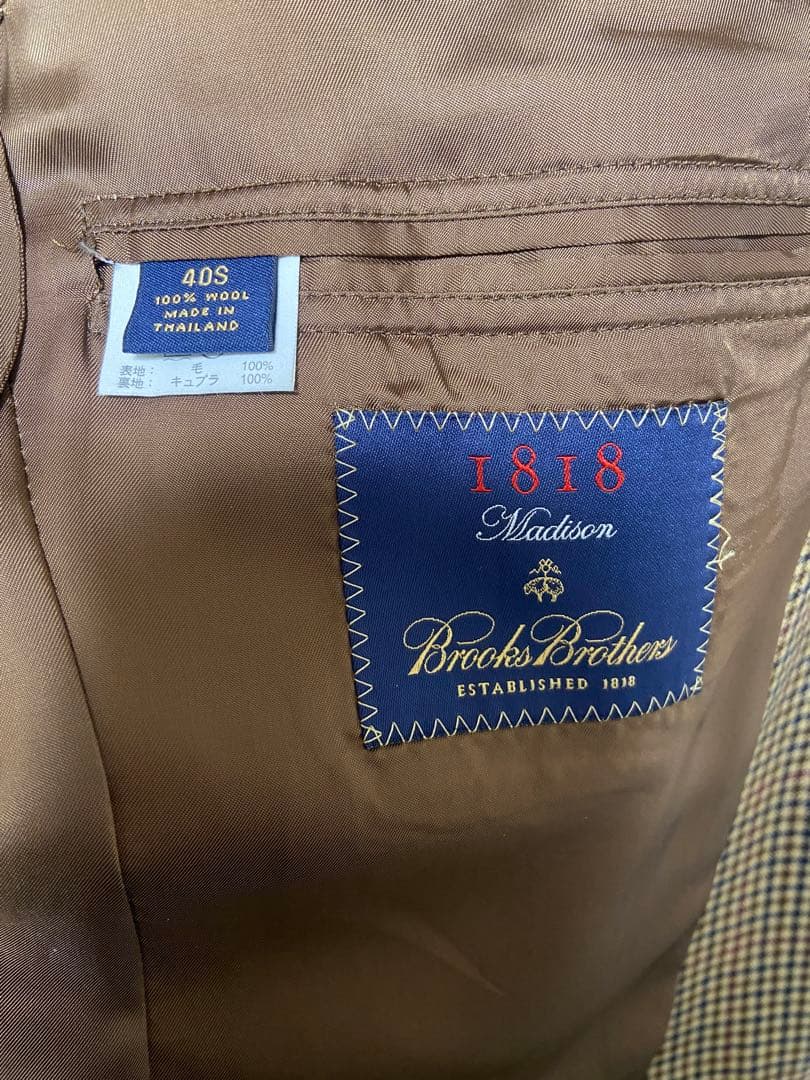 40S
100% WOOL
MADE IN
THAILAND
表地： 毛 100%
裏地： キュプラ 100%
1818
Madison
Brooks Brothers
ESTABLISHED 1818